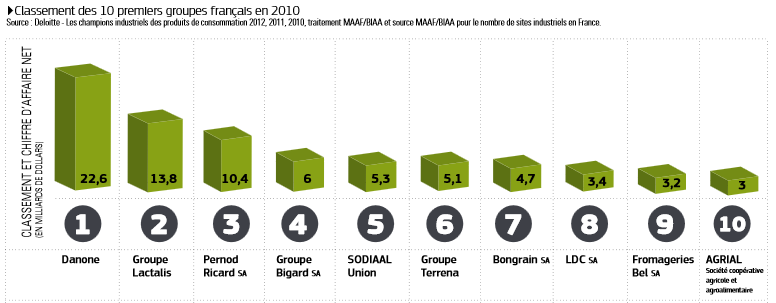 Classement des 10 premiers groupes français en 2010
Source : Deloitte - Les champions industriels des produits de consommation 2012, 2011, 2010, traitement MAAF/BIAA et source MAAF/BIAA pour le nombre de sites industriels en France.
CLASSEMENT ET CHIFFRE D'AFFAIRE NET
(EN MILLIARDS DE DOLLARS)
22,6
13,8
10,4
6
5,3
5,1
4,7
3,4
3,2
3
1
2
3
4
5
6
7
8
9
10
Danone
Groupe
Lactalis
Pernod
Ricard SA
Groupe
Bigard SA
SODIAAL
Union
Groupe
Terrena
Bongrain SA
LDC SA
Fromageries
Bel SA
AGRIAL
Société coopérative
agricole et
agroalimentaire